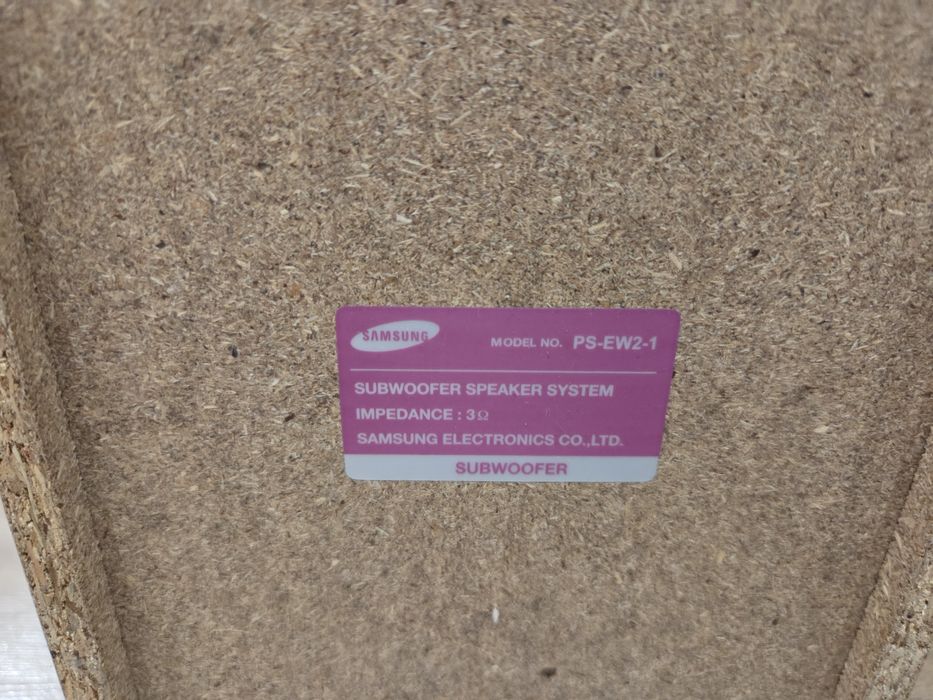 SAMSUNG MODEL NO. PS-EW2-1
SUBWOOFER SPEAKER SYSTEM
IMPEDANCE : 3Ω
SAMSUNG ELECTRONICS CO.,LTD.
SUBWOOFER